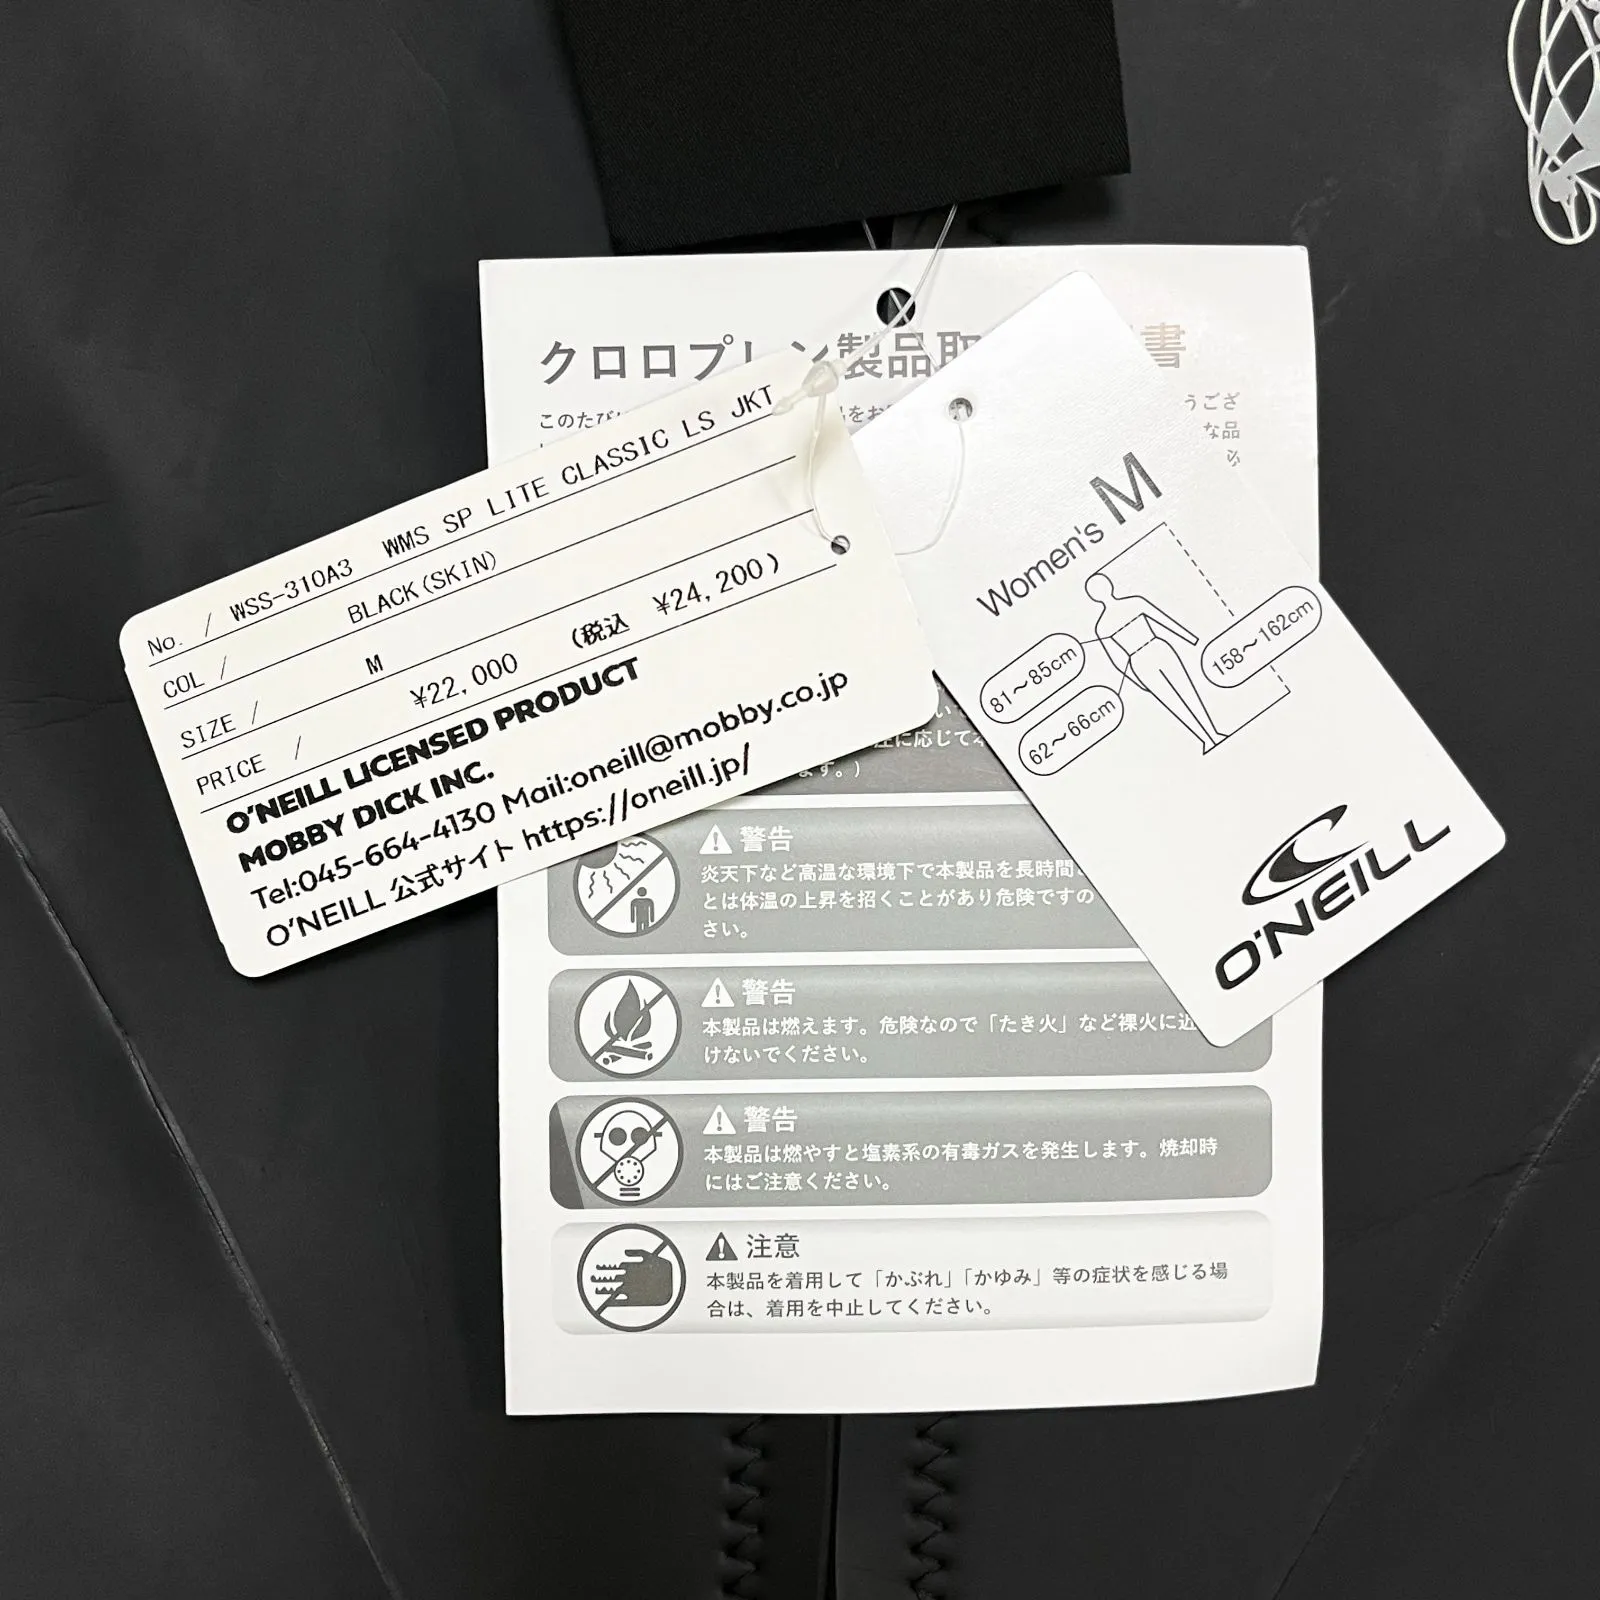 クロロプレン製品取
書
このたび
をお
うござ
な品
No. / WSS-310A3 WMS SP LITE CLASSIC LS JKT
COL / BLACK(SKIN)
SIZE / M
PRICE / ¥22,000 (税込 ¥24,200)
O'NEILL LICENSED PRODUCT
MOBBY DICK INC.
Tel:045-664-4130 Mail:oneill@mobby.co.jp
O'NEILL 公式サイト https://oneill.jp/
Women's M
81～85cm
62～66cm
158～162cm
O'NEILL
に応じて本
ます。)
警告
炎天下など高温な環境下で本製品を長時間
とは体温の上昇を招くことがあり危険ですの
さい。
警告
本製品は燃えます。危険なので「たき火」など裸火に近
けないでください。
警告
本製品は燃やすと塩素系の有毒ガスを発生します。焼却時
にはご注意ください。
注意
本製品を着用して「かぶれ」「かゆみ」等の症状を感じる場
合は、着用を中止してください。